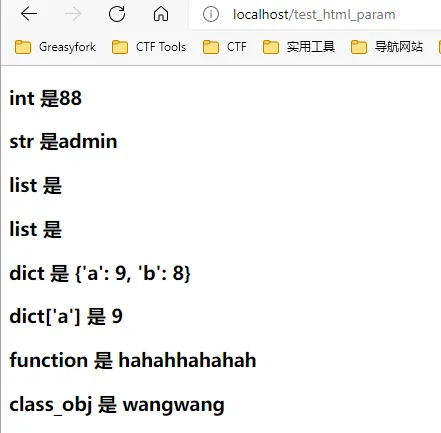 localhost/test_html_param
Greasyfork CTF Tools CTF 实用工具 导航网站
int 是88
str 是admin
list 是
list 是
dict 是 {'a': 9, 'b': 8}
dict['a'] 是 9
function 是 hahahhahahah
class_obj 是 wangwang